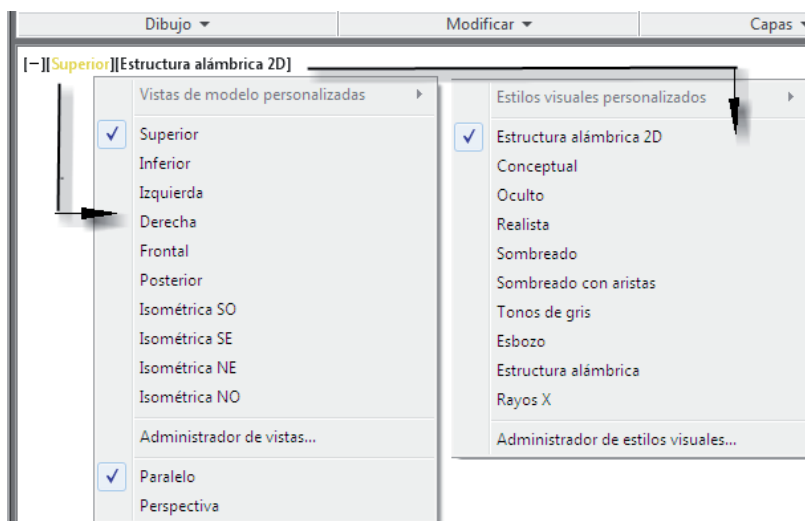 Dibujo
Modificar
Capas
[−][Superior][Estructura alámbrica 2D]
Vistas de modelo personalizadas
Superior
Inferior
Izquierda
Derecha
Frontal
Posterior
Isométrica SO
Isométrica SE
Isométrica NE
Isométrica NO
Administrador de vistas...
Paralelo
Perspectiva
Estilos visuales personalizados
Estructura alámbrica 2D
Conceptual
Oculto
Realista
Sombreado
Sombreado con aristas
Tonos de gris
Esbozo
Estructura alámbrica
Rayos X
Administrador de estilos visuales...